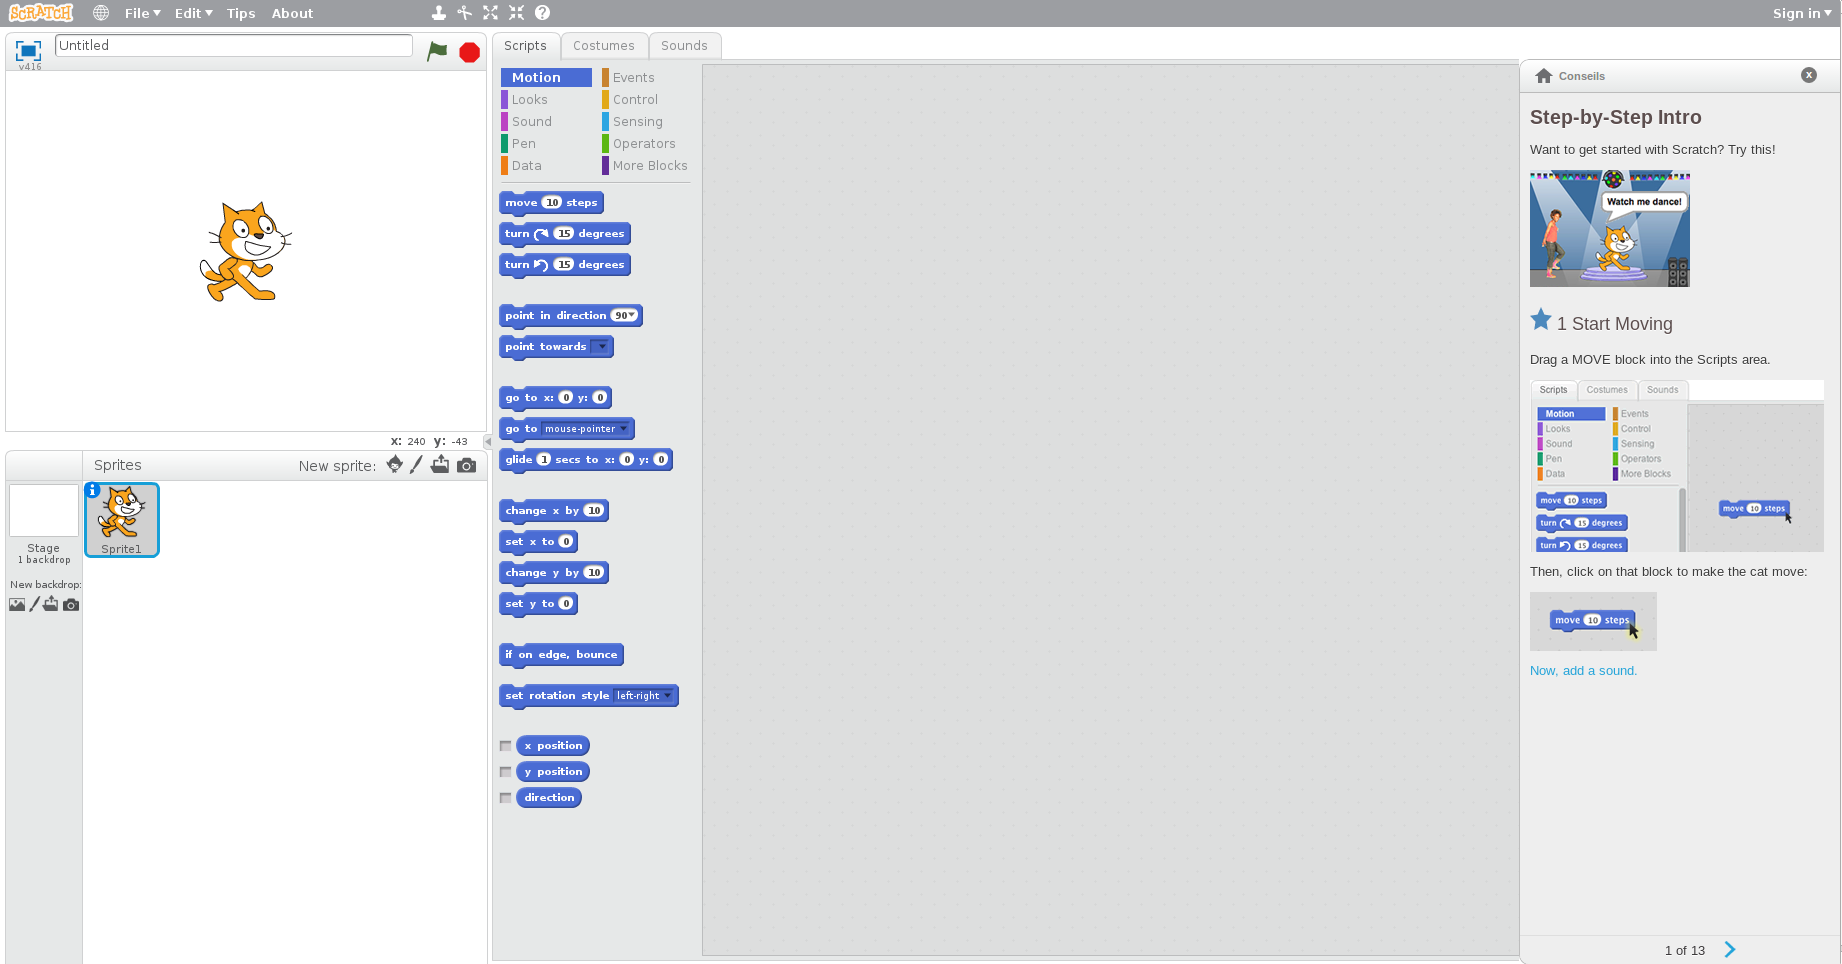 SCRATCH
File Edit Tips About
Sign in
v416
Untitled
x: 240 y: -43
Sprites
New sprite:
Stage
1 backdrop
New backdrop:
Sprite1
Scripts Costumes Sounds
Motion Events
Looks Control
Sound Sensing
Pen Operators
Data More Blocks
move 10 steps
turn 15 degrees
turn 15 degrees
point in direction 90
point towards
go to x: 0 y: 0
go to mouse-pointer
glide 1 secs to x: 0 y: 0
change x by 10
set x to 0
change y by 10
set y to 0
if on edge, bounce
set rotation style left-right
x position
y position
direction
Conseils
x
Step-by-Step Intro
Want to get started with Scratch? Try this!
Watch me dance!
1 Start Moving
Drag a MOVE block into the Scripts area.
Scripts Costumes Sounds
Motion Events
Looks Control
Sound Sensing
Pen Operators
Data More Blocks
move 10 steps
turn 15 degrees
turn 15 degrees
move 10 steps
Then, click on that block to make the cat move:
move 10 steps
Now, add a sound.
1 of 13